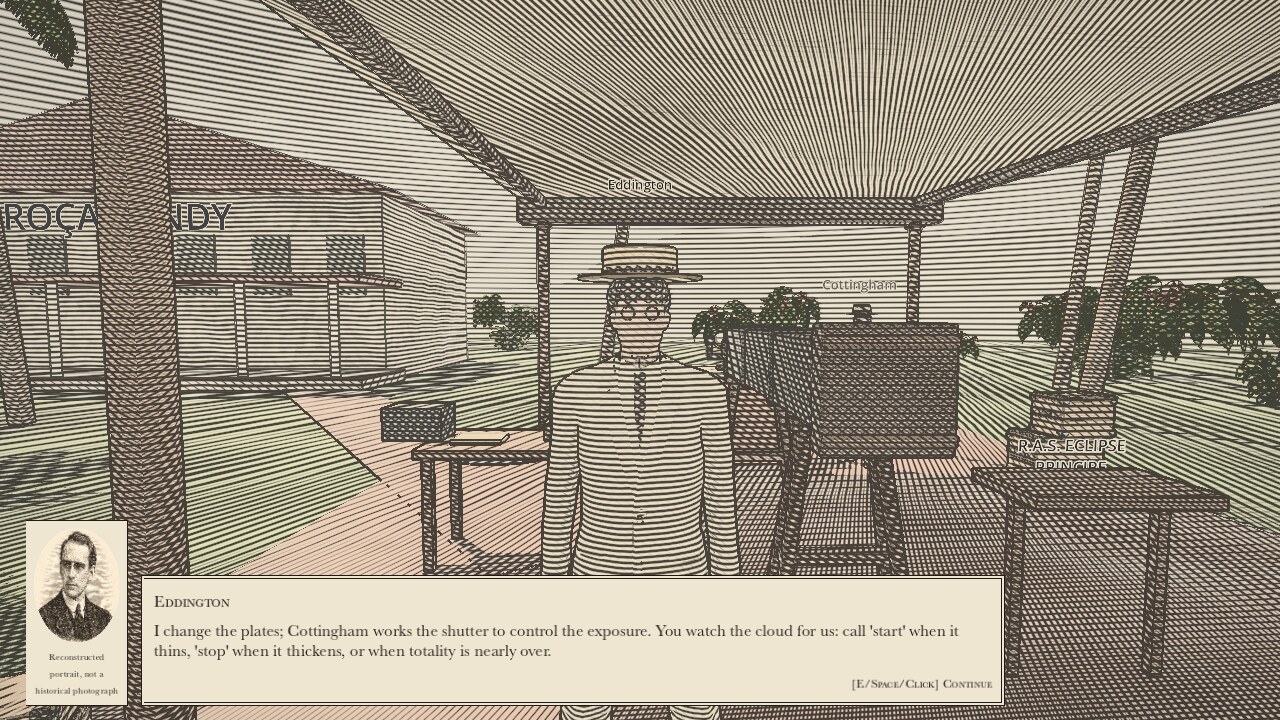 Eddington
ROÇA
NDY
Cottingham
R.A.S. ECLIPSE
PRINCIPE
Eddington
I change the plates; Cottingham works the shutter to control the exposure. You watch the cloud for us: call 'start' when it
thins, 'stop' when it thickens, or when totality is nearly over.
[E/Space/Click] Continue
Reconstructed
portrait, not a
historical photograph